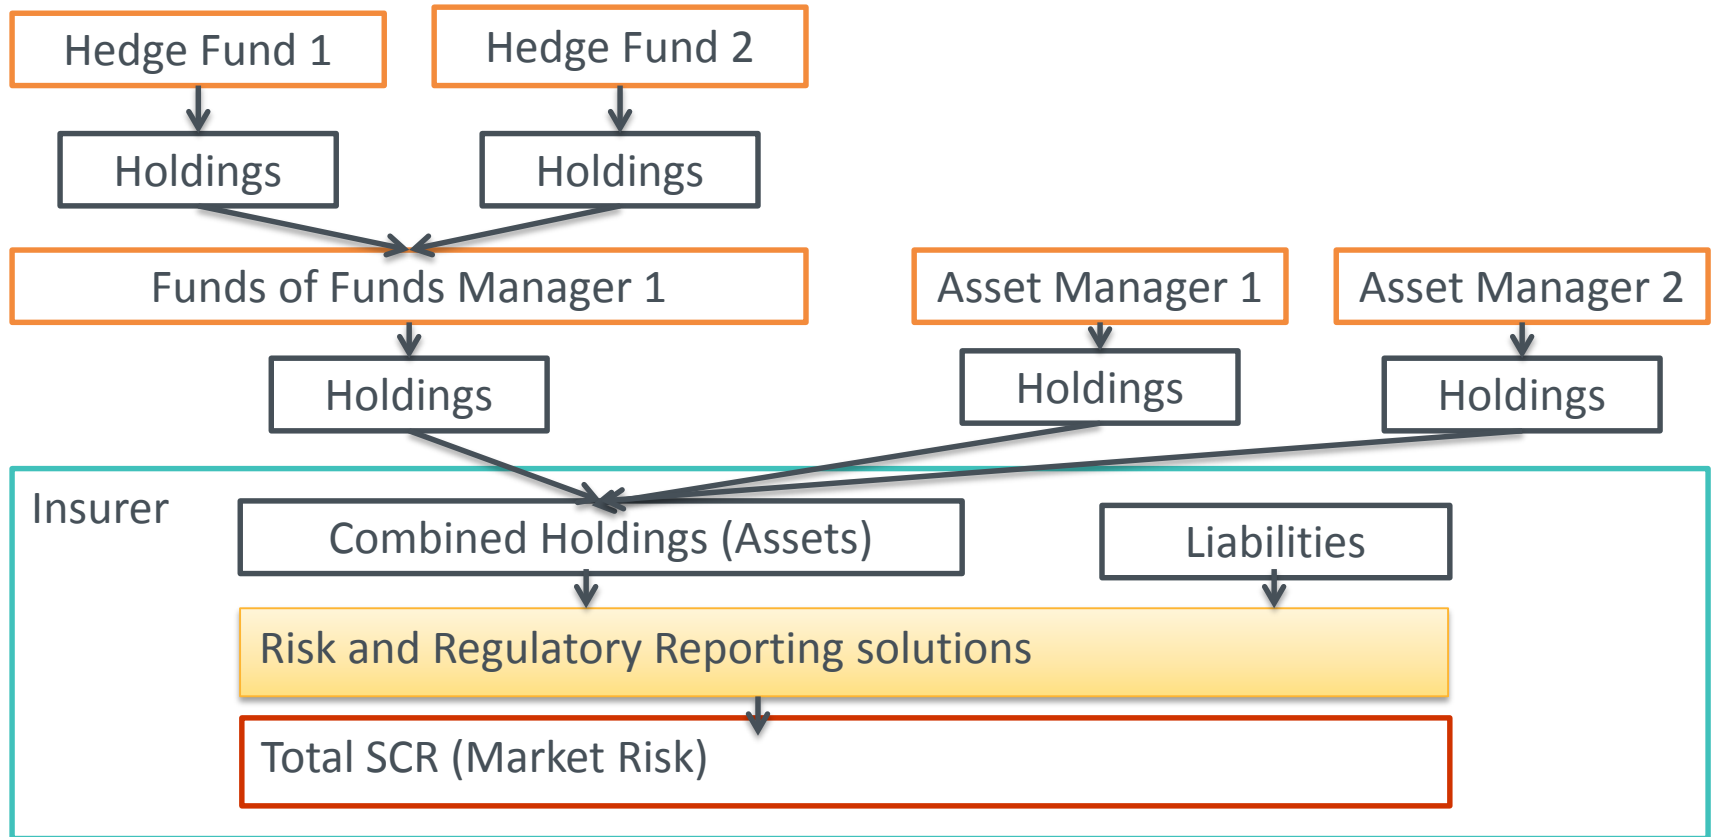 Hedge Fund 1
Hedge Fund 2
Holdings
Holdings
Funds of Funds Manager 1
Asset Manager 1
Asset Manager 2
Holdings
Holdings
Holdings
Insurer
Combined Holdings (Assets)
Liabilities
Risk and Regulatory Reporting solutions
Total SCR (Market Risk)